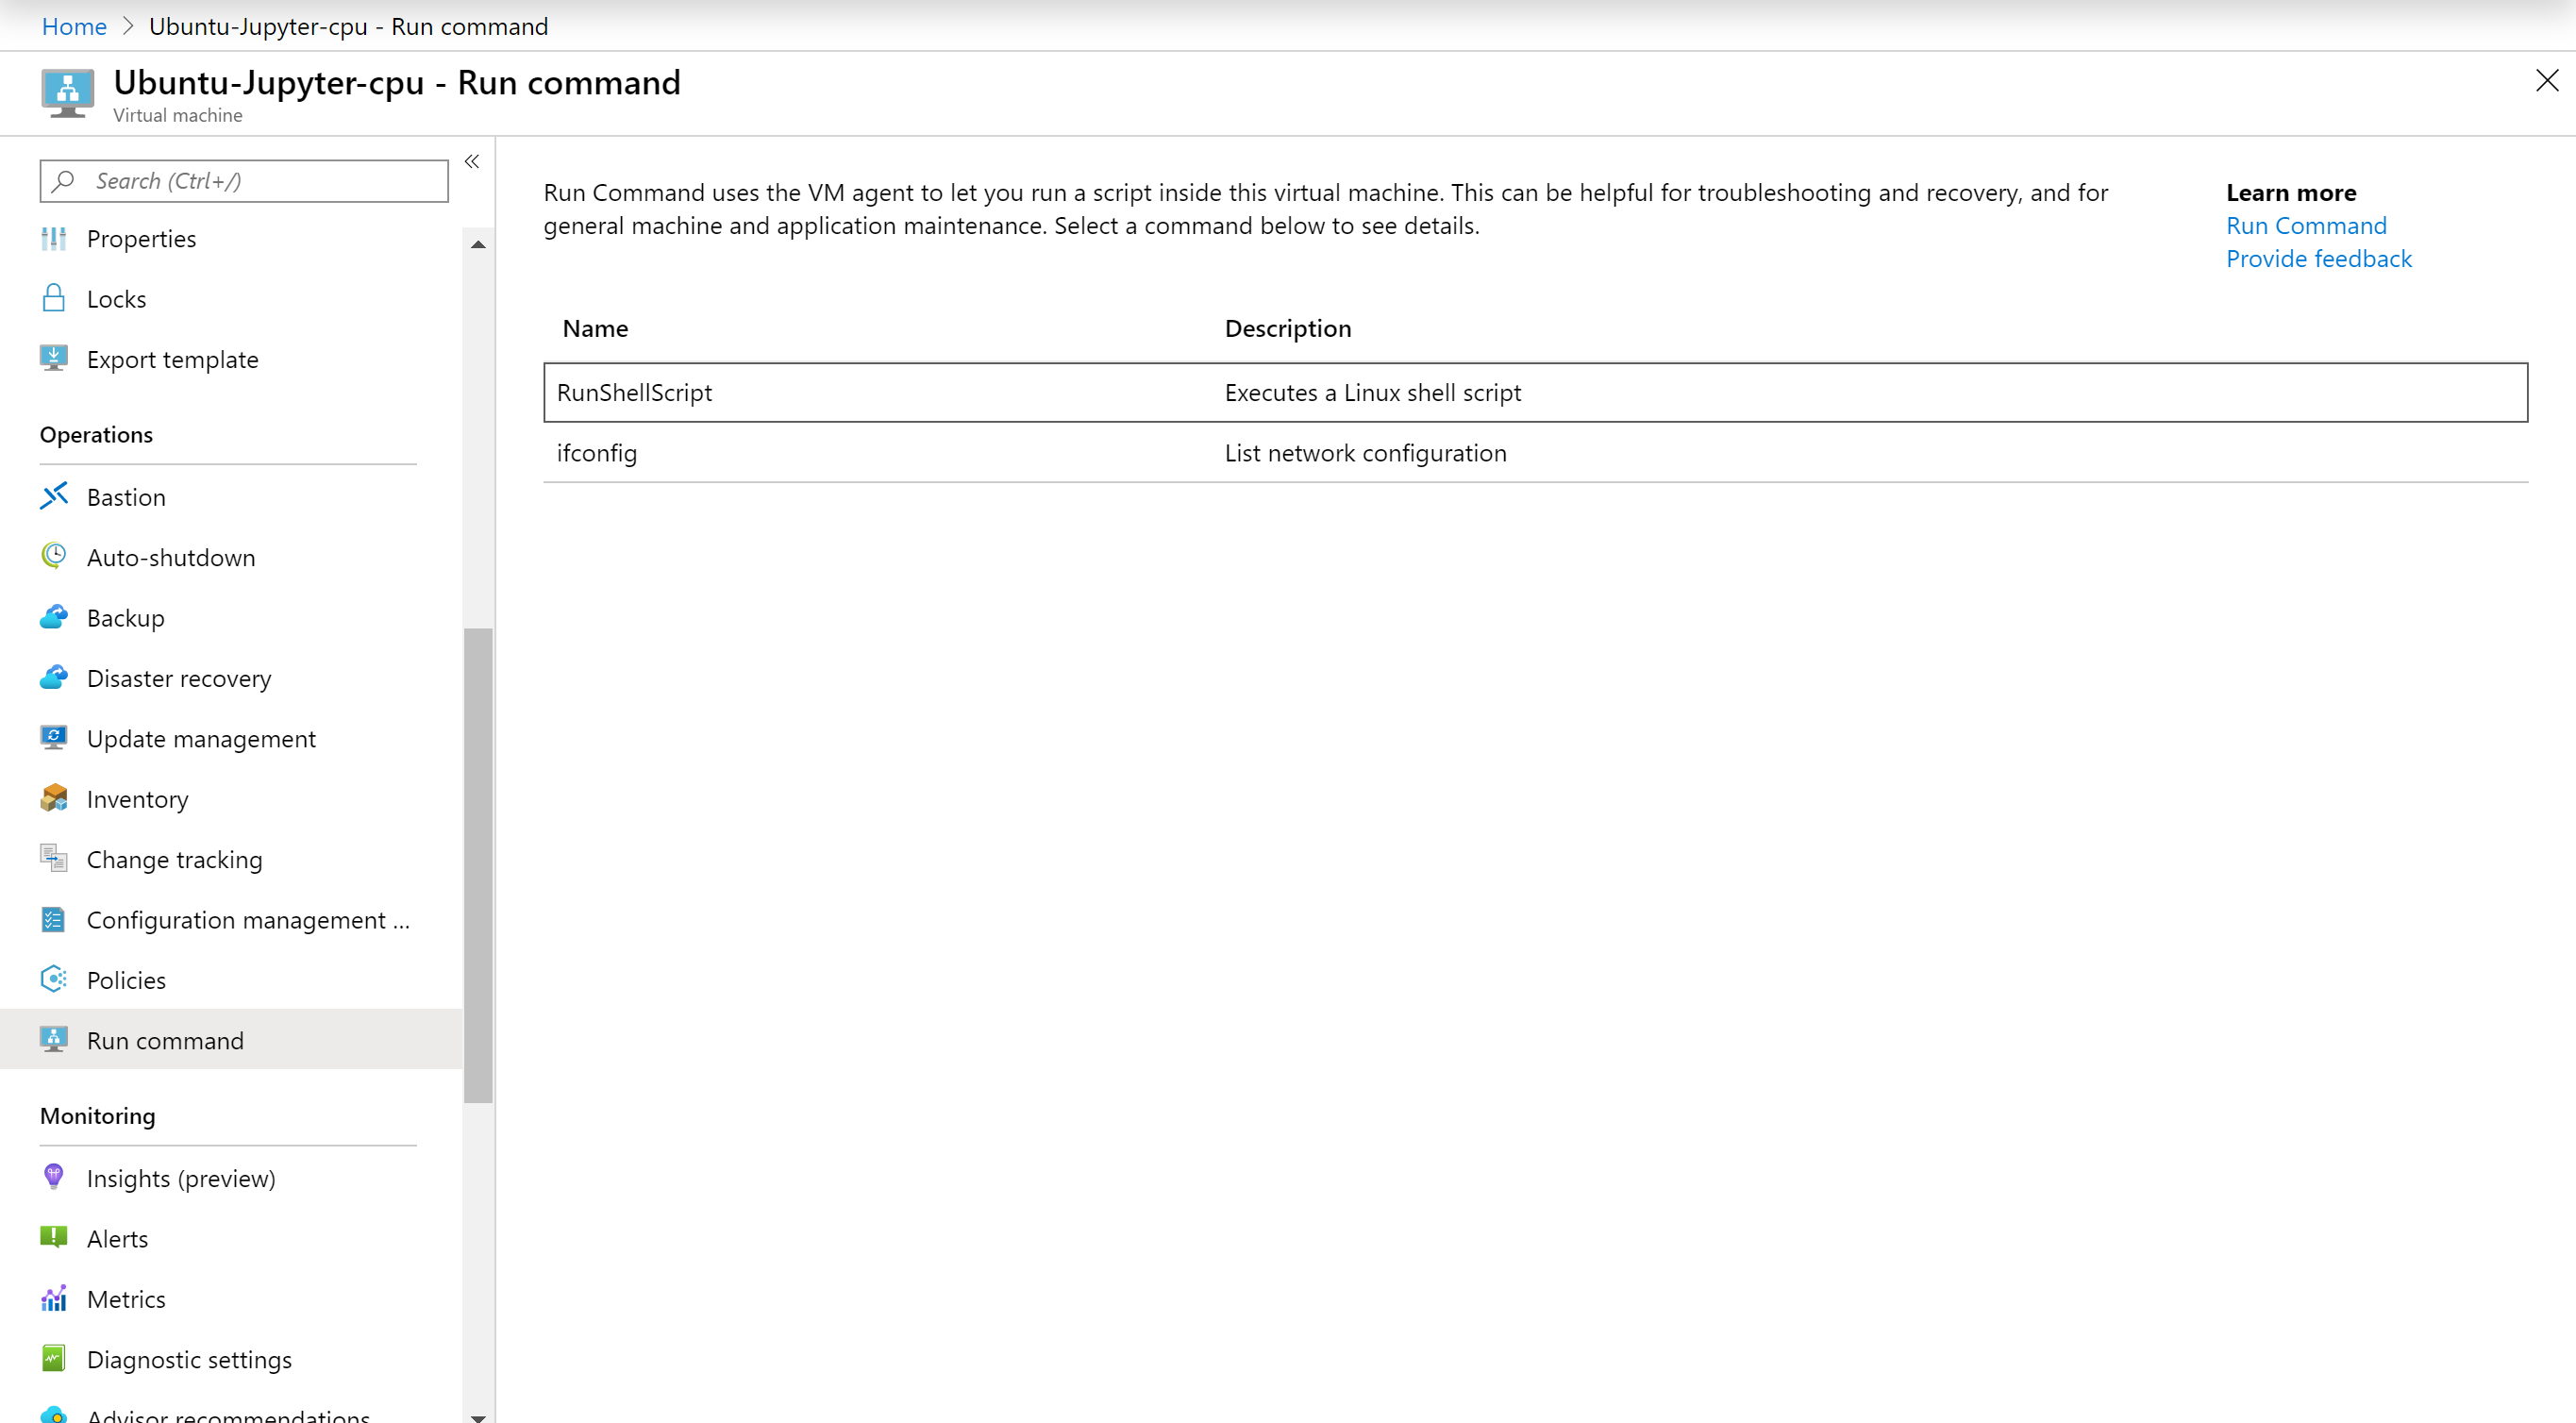 Home > Ubuntu-Jupyter-cpu - Run command
Ubuntu-Jupyter-cpu - Run command
Virtual machine
Search (Ctrl+/)
«
Properties
Locks
Export template
Operations
Bastion
Auto-shutdown
Backup
Disaster recovery
Update management
Inventory
Change tracking
Configuration management ...
Policies
Run command
Monitoring
Insights (preview)
Alerts
Metrics
Diagnostic settings
Advisor recommendations
Run Command uses the VM agent to let you run a script inside this virtual machine. This can be helpful for troubleshooting and recovery, and for
general machine and application maintenance. Select a command below to see details.
Learn more
Run Command
Provide feedback
Name Description
RunShellScript Executes a Linux shell script
ifconfig List network configuration